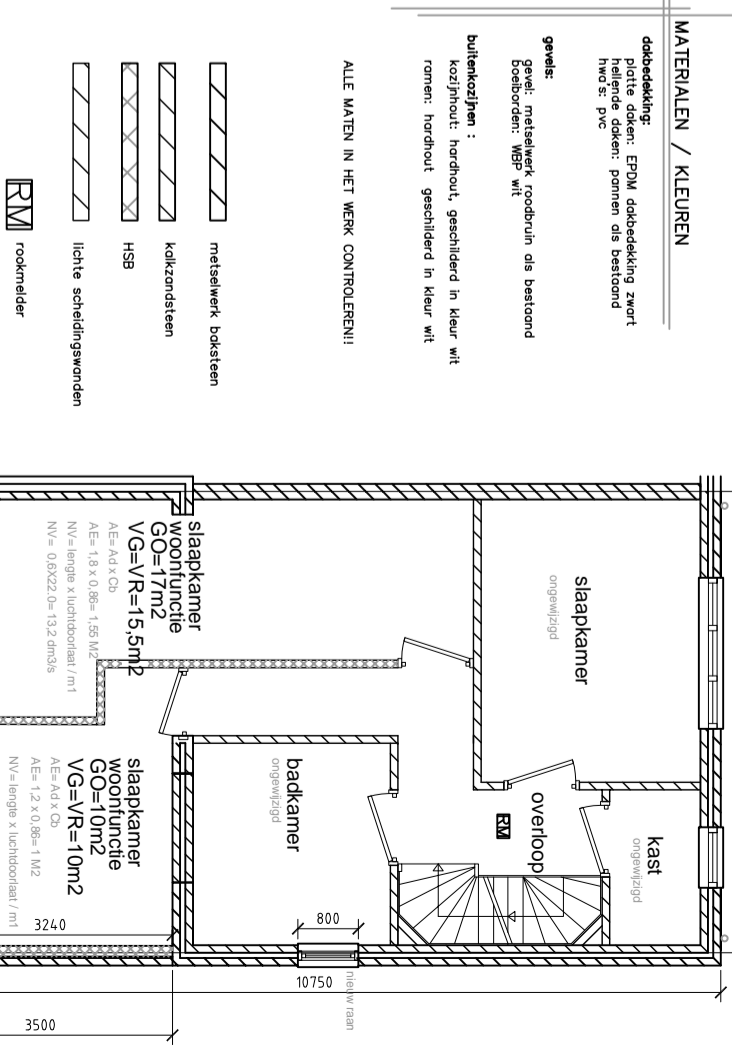 MATERIALEN / KLEUREN
dakbedekking:
platte daken: EPDM dakbedekking zwart
hellende daken: pannen als bestaand
hwa's: pvc
gevels:
gevel: metselwerk roodbruin als bestaand
boeiborden: WBP wit
buitenkozijnen :
kozijnhout: hardhout, geschilderd in kleur wit
ramen: hardhout geschilderd in kleur wit
ALLE MATEN IN HET WERK CONTROLEREN!!
metselwerk baksteen
kalkzandsteen
HSB
lichte scheidingswanden
RM rookmelder
slaapkamer
ongewijzigd
kast
ongewijzigd
overloop
RM
badkamer
ongewijzigd
slaapkamer
woonfunctie
GO=17m2
VG=VR=15,5m2
AE= Ad x Cb
AE= 1,8 x 0,86= 1,55 M2
NV= lengte x luchtdoorlaat / m1
NV= 0,6X22.0= 13,2 dm3/s
slaapkamer
woonfunctie
GO=10m2
VG=VR=10m2
AE= Ad x Cb
AE= 1,2 x 0,86= 1 M2
NV= lengte x luchtdoorlaat / m1
3240
800
nieuw raan
10750
3500